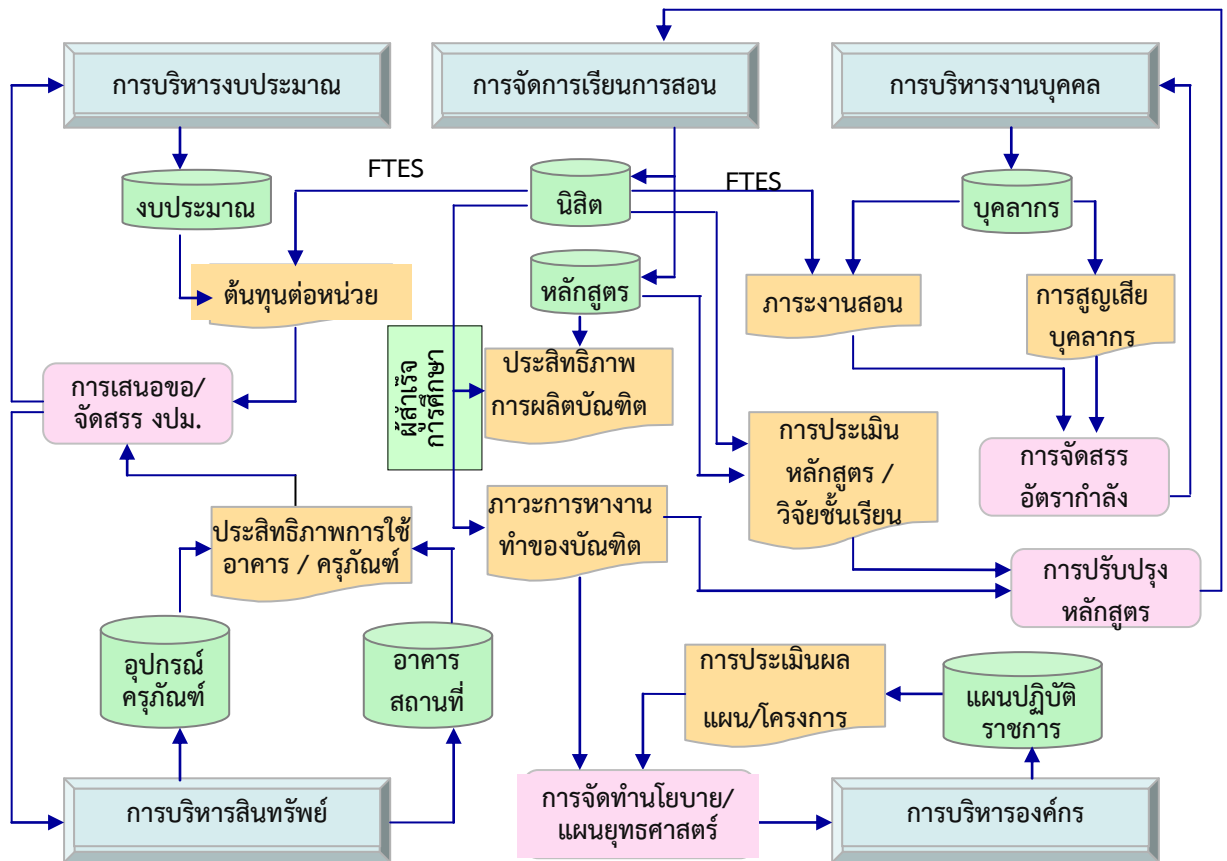 การบริหารงบประมาณ
การจัดการเรียนการสอน
การบริหารงานบุคคล
FTES
FTES
งบประมาณ
นิสิต
บุคลากร
ต้นทุนต่อหน่วย
หลักสูตร
ภาระงานสอน
การสูญเสีย
บุคลากร
ผู้สำเร็จ
การศึกษา
ประสิทธิภาพ
การผลิตบัณฑิต
การเสนอขอ/
จัดสรร งปม.
การประเมิน
หลักสูตร /
วิจัยชั้นเรียน
การจัดสรร
อัตรากำลัง
ประสิทธิภาพการใช้
อาคาร / ครุภัณฑ์
ภาวะการหางาน
ทำของบัณฑิต
การปรับปรุง
หลักสูตร
อุปกรณ์
ครุภัณฑ์
อาคาร
สถานที่
การประเมินผล
แผน/โครงการ
แผนปฏิบัติ
ราชการ
การบริหารสินทรัพย์
การจัดทำนโยบาย/
แผนยุทธศาสตร์
การบริหารองค์กร